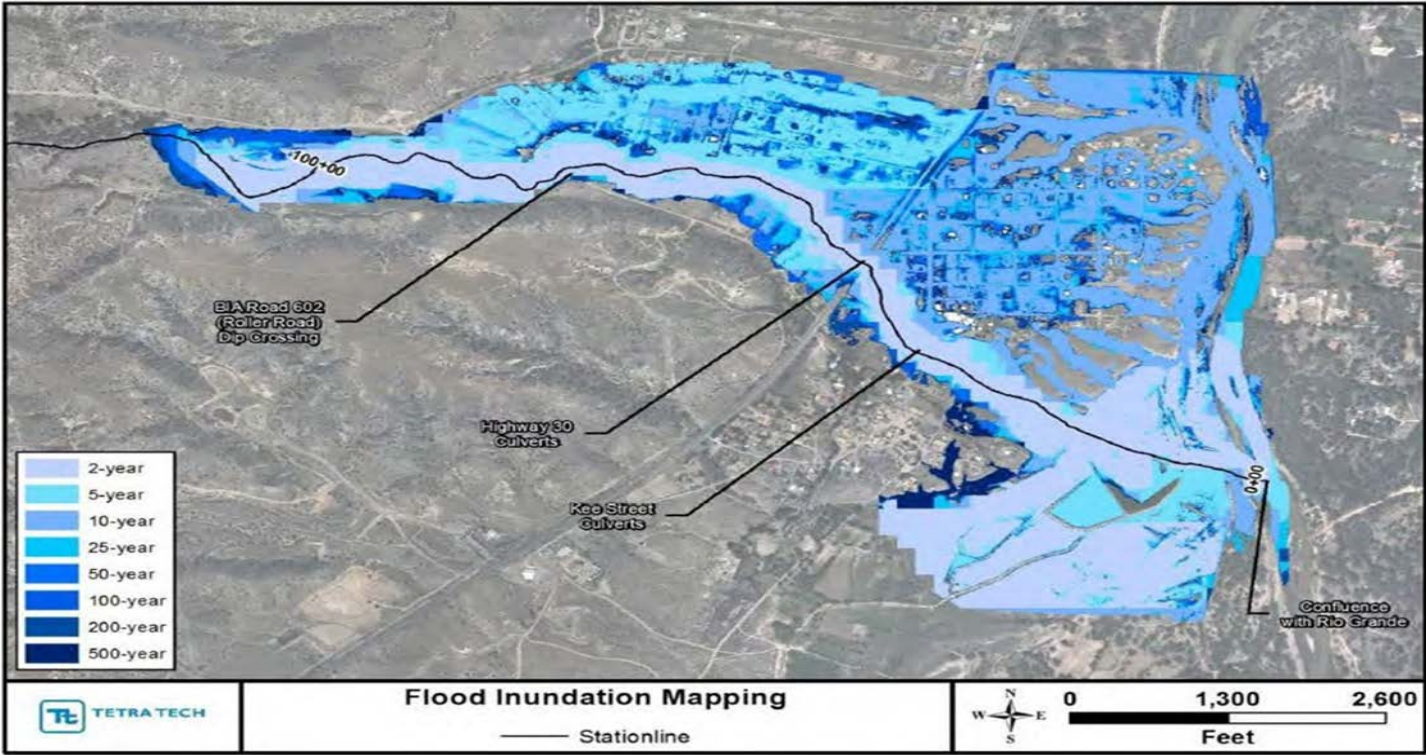 100+00
BIA Road 602
(Roller Road)
Dip Crossing
Highway 30
Culverts
Kee Street
Culverts
0+00
Confluence
with Rio Grande
2-year
5-year
10-year
25-year
50-year
100-year
200-year
500-year
Tt TETRA TECH
Flood Inundation Mapping
Stationline
N
W E
S
0 1,300 2,600
Feet